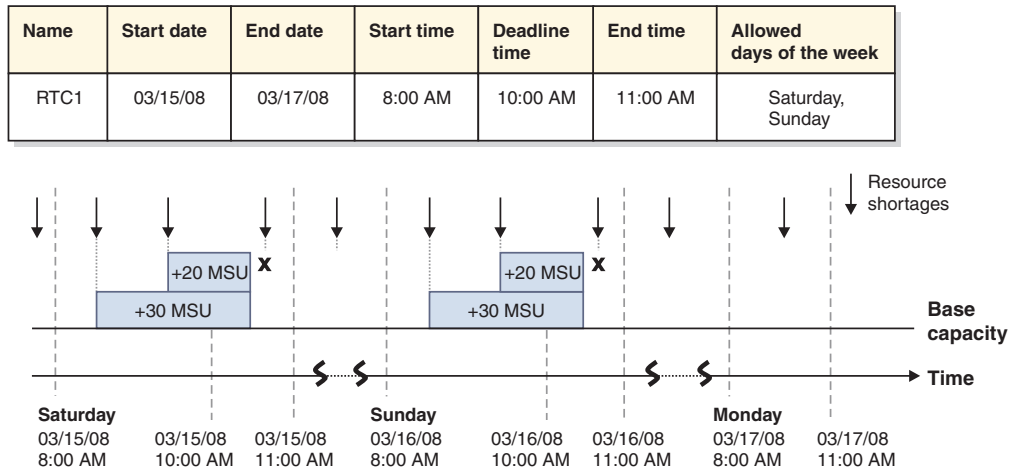 Name Start date End date Start time Deadline time End time Allowed days of the week
RTC1 03/15/08 03/17/08 8:00 AM 10:00 AM 11:00 AM Saturday, Sunday
Resource
shortages
x x
+20 MSU +20 MSU
+30 MSU +30 MSU
Base
capacity
Time
Saturday Sunday Monday
03/15/08 03/15/08 03/15/08 03/16/08 03/16/08 03/16/08 03/17/08 03/17/08
8:00 AM 10:00 AM 11:00 AM 8:00 AM 10:00 AM 11:00 AM 8:00 AM 11:00 AM